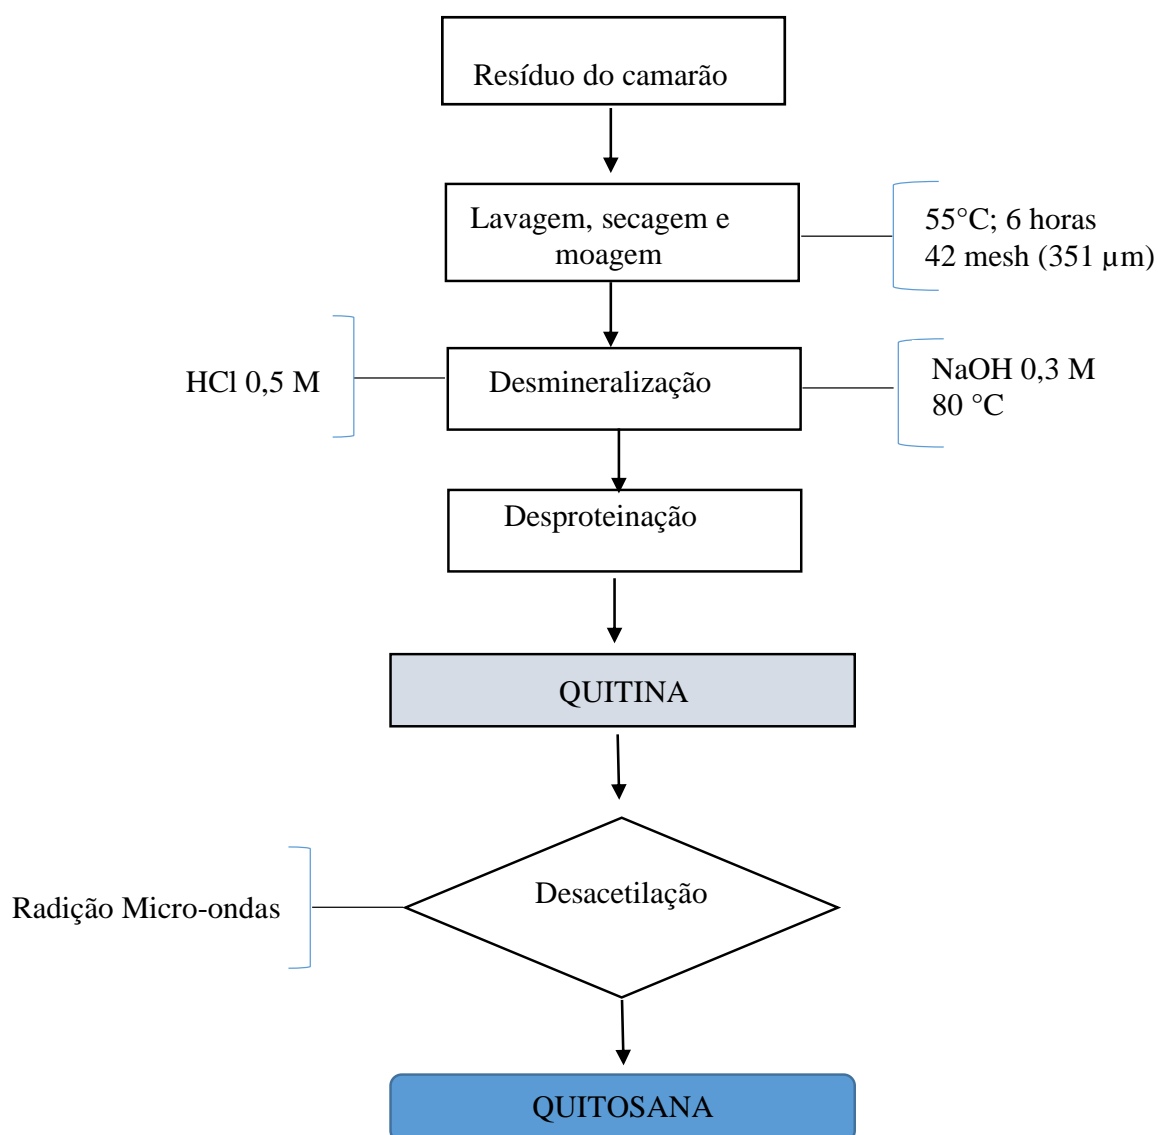 Resíduo do camarão
Lavagem, secagem e
moagem
55°C; 6 horas
42 mesh (351 µm)
HCl 0,5 M
Desmineralização
NaOH 0,3 M
80 °C
Desproteinação
QUITINA
Radição Micro-ondas
Desacetilação
QUITOSANA